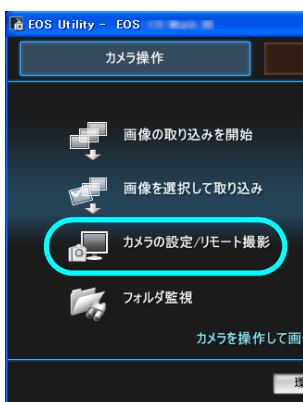 EOS Utility - EOS
カメラ操作
画像の取り込みを開始
画像を選択して取り込み
カメラの設定/リモート撮影
フォルダ監視
カメラを操作して画
環